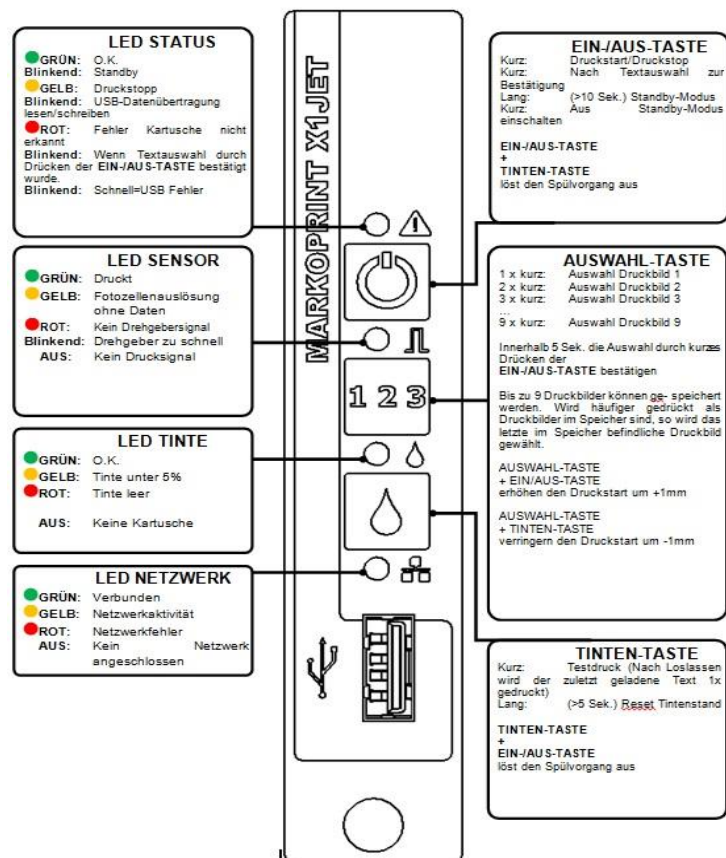 LED STATUS
GRÜN: O.K.
Blinkend: Standby
GELB: Druckstopp
Blinkend: USB-Datenübertragung
lesen/schreiben
ROT: Fehler Kartusche nicht
erkannt
Blinkend: Wenn Textauswahl durch
Drücken der EIN-/AUS-TASTE bestätigt
wurde.
Blinkend: Schnell=USB Fehler
LED SENSOR
GRÜN: Druckt
GELB: Fotozellenauslösung
ohne Daten
ROT: Kein Drehgebersignal
Blinkend: Drehgeber zu schnell
AUS: Kein Drucksignal
LED TINTE
GRÜN: O.K.
GELB: Tinte unter 5%
ROT: Tinte leer
AUS: Keine Kartusche
LED NETZWERK
GRÜN: Verbunden
GELB: Netzwerkaktivität
ROT: Netzwerkfehler
AUS: Kein Netzwerk
angeschlossen
MARKOPRINT X1JET
1 2 3
EIN-/AUS-TASTE
Kurz: Druckstart/Druckstop
Kurz: Nach Textauswahl zur
Bestätigung
Lang: (>10 Sek.) Standby-Modus
Kurz: Aus Standby-Modus
einschalten
EIN-/AUS-TASTE
+
TINTEN-TASTE
löst den Spülvorgang aus
AUSWAHL-TASTE
1 x kurz: Auswahl Druckbild 1
2 x kurz: Auswahl Druckbild 2
3 x kurz: Auswahl Druckbild 3
...
9 x kurz: Auswahl Druckbild 9
Innerhalb 5 Sek. die Auswahl durch kurzes
Drücken der
EIN-/AUS-TASTE bestätigen
Bis zu 9 Druckbilder können ge- speichert
werden. Wird häufiger gedrückt als
Druckbilder im Speicher sind, so wird das
letzte im Speicher befindliche Druckbild
gewählt.
AUSWAHL-TASTE
+ EIN/AUS-TASTE
erhöhen den Druckstart um +1mm
AUSWAHL-TASTE
+ TINTEN-TASTE
verringern den Druckstart um -1mm
TINTEN-TASTE
Kurz: Testdruck (Nach Loslassen
wird der zuletzt geladene Text 1x
gedruckt)
Lang: (>5 Sek.) Reset Tintenstand
TINTEN-TASTE
+
EIN-/AUS-TASTE
löst den Spülvorgang aus